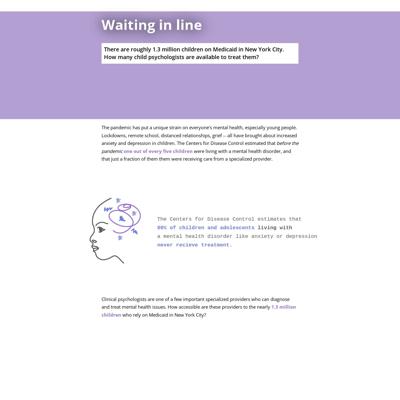 Waiting in line
There are roughly 1.3 million children on Medicaid in New York City.
How many child psychologists are available to treat them?
The pandemic has put a unique strain on everyone's mental health, especially young people.
Lockdowns, remote school, distanced relationships, grief -- all have brought about increased
anxiety and depression in children. The Centers for Disease Control estimated that before the
pandemic one out of every five children were living with a mental health disorder, and
that just a fraction of them them were receiving care from a specialized provider.
The Centers for Disease Control estimates that
80% of children and adolescents living with
a mental health disorder like anxiety or depression
never recieve treatment.
Clinical psychologists are one of a few important specialized providers who can diagnose
and treat mental health issues. How accessible are these providers to the nearly 1.3 million
children who rely on Medicaid in New York City?